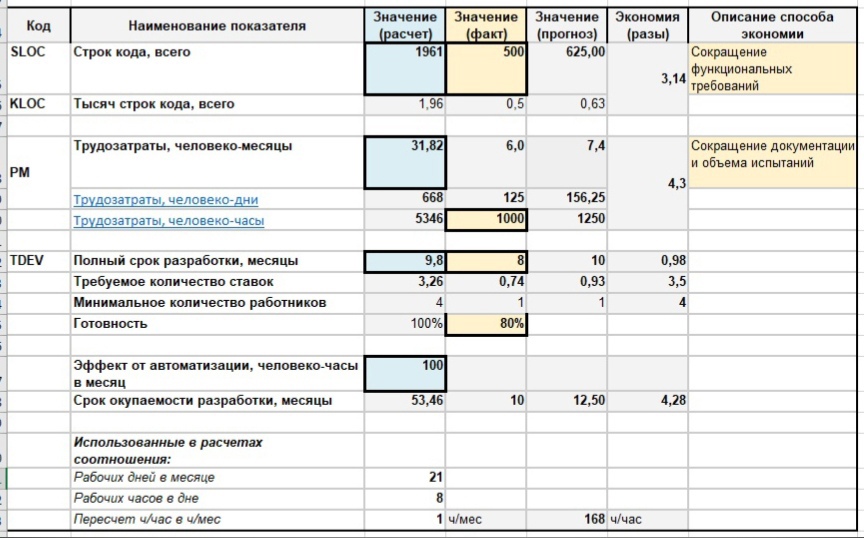 Код Наименование показателя Значение (расчет) Значение (факт) Значение (прогноз) Экономия (разы) Описание способа экономии
SLOC Строк кода, всего 1961 500 625,00 3,14 Сокращение функциональных требований
KLOC Тысяч строк кода, всего 1,96 0,5 0,63
PM Трудозатраты, человеко-месяцы 31,82 6,0 7,4 4,3 Сокращение документации и объема испытаний
Трудозатраты, человеко-дни 668 125 156,25
Трудозатраты, человеко-часы 5346 1000 1250
TDEV Полный срок разработки, месяцы 9,8 8 10 0,98
Требуемое количество ставок 3,26 0,74 0,93 3,5
Минимальное количество работников 4 1 1 4
Готовность 100% 80%
Эффект от автоматизации, человеко-часы в месяц 100
Срок окупаемости разработки, месяцы 53,46 10 12,50 4,28
Использованные в расчетах соотношения:
Рабочих дней в месяце 21
Рабочих часов в дне 8
Пересчет ч/час в ч/мес 1 ч/мес 168 ч/час